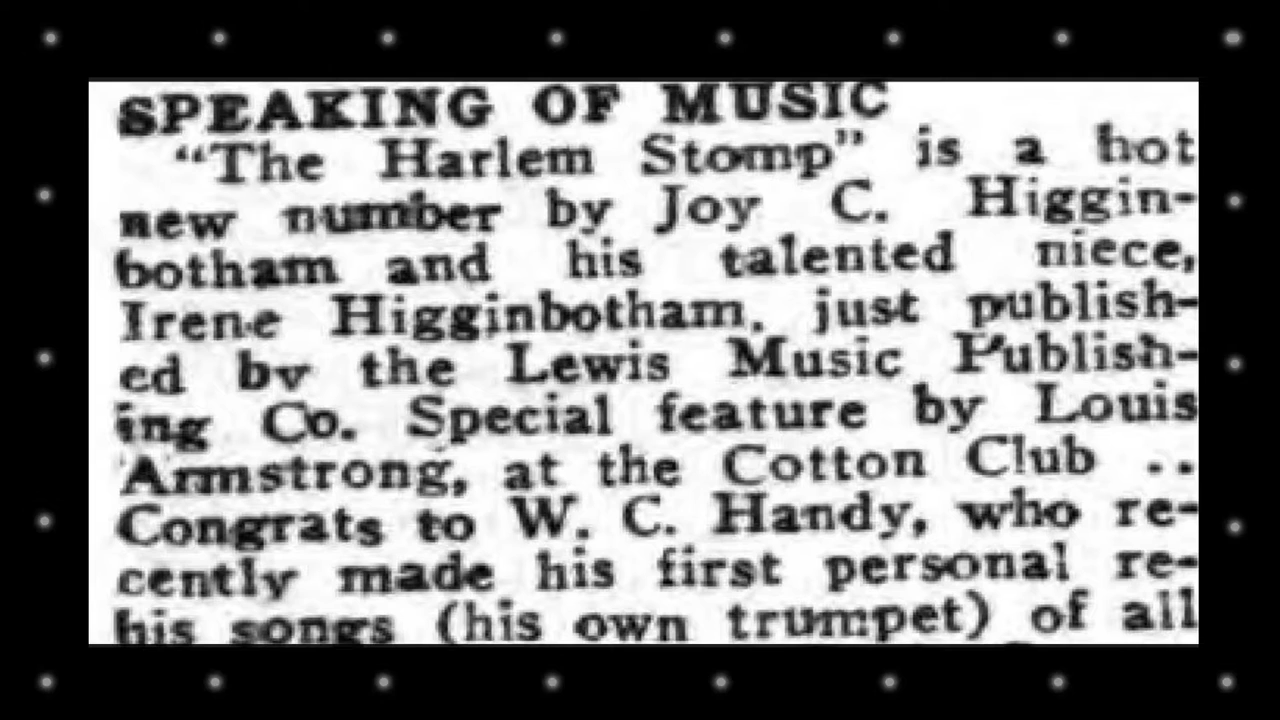 SPEAKING OF MUSIC
"The Harlem Stomp" is a hot
new number by Joy C. Higgin-
botham and his talented niece,
Irene Higginbotham, just publish-
ed by the Lewis Music Publish-
ing Co. Special feature by Louis
Armstrong, at the Cotton Club ..
Congrats to W. C. Handy, who re-
cently made his first personal re-
his songs (his own trumpet) of all